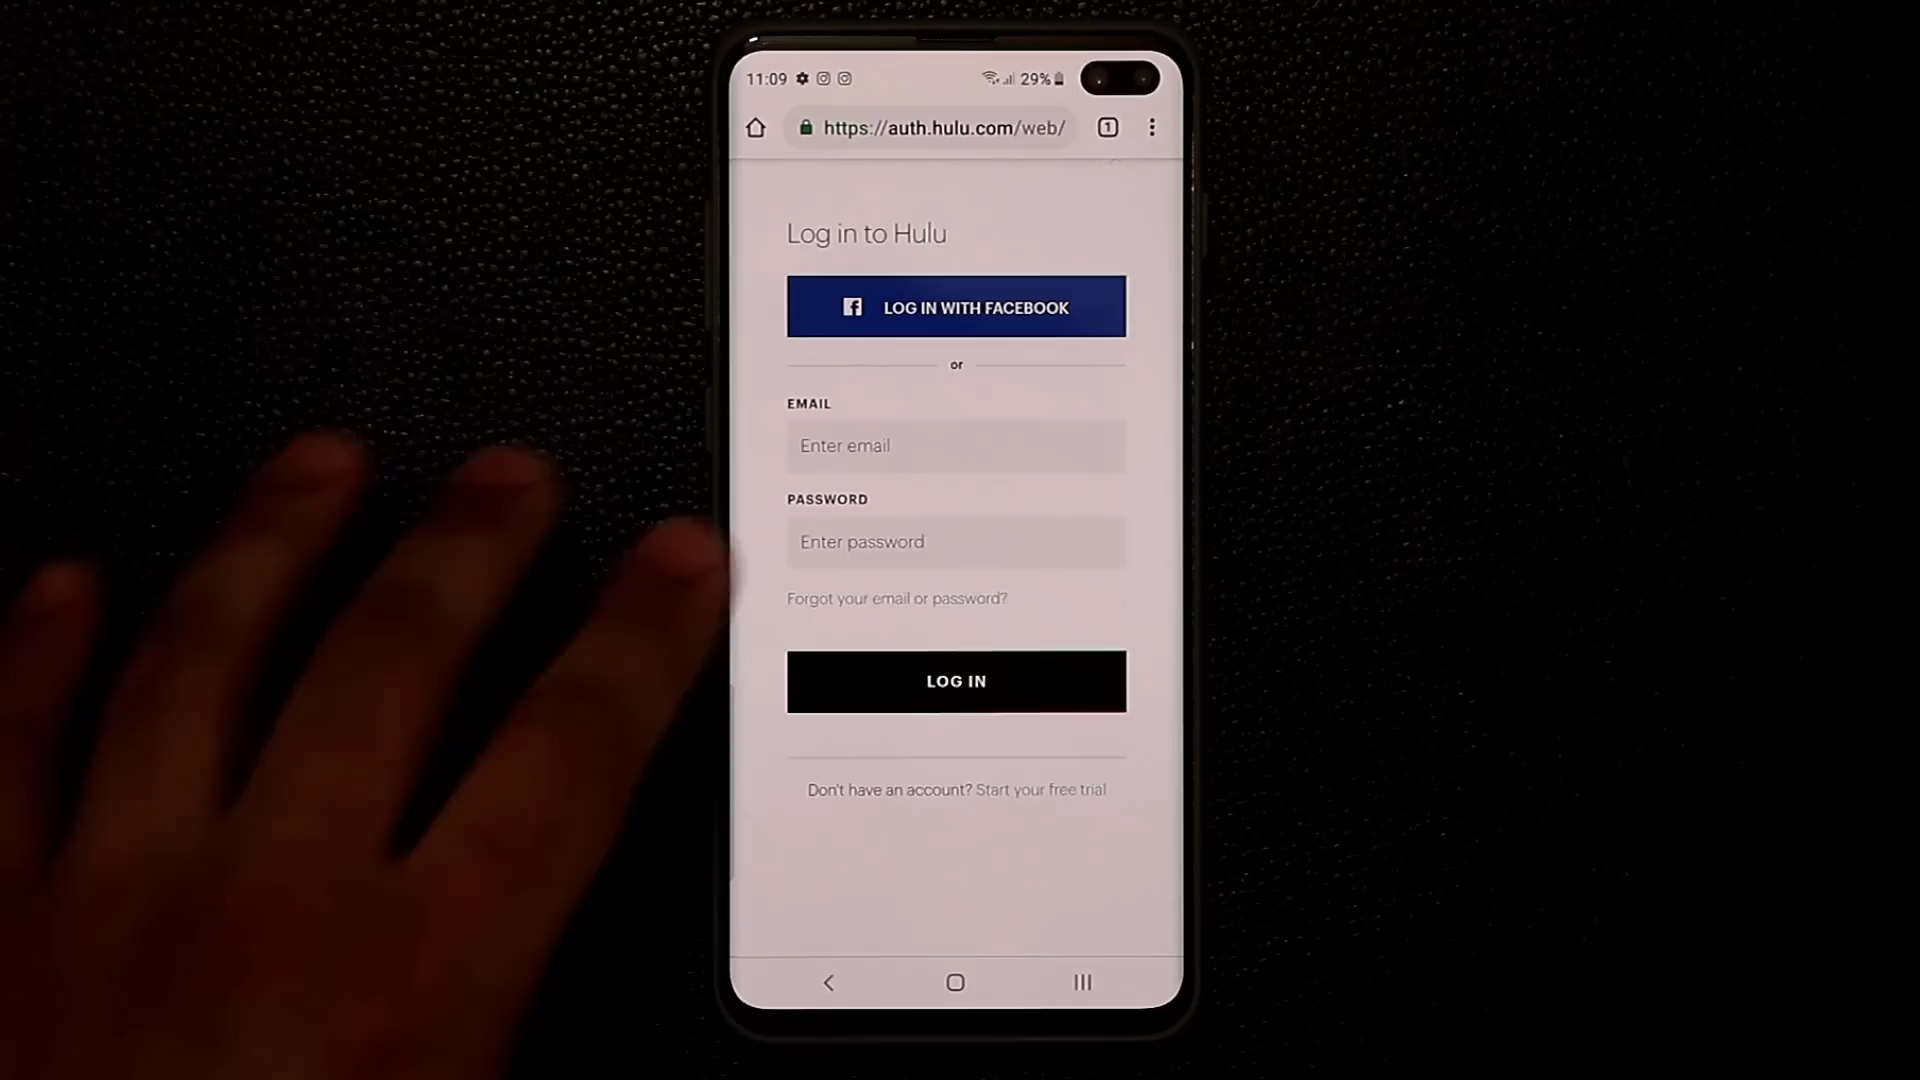 11:09 29%
https://auth.hulu.com/web/ 1
Log in to Hulu
LOG IN WITH FACEBOOK
or
EMAIL
Enter email
PASSWORD
Enter password
Forgot your email or password?
LOG IN
Don't have an account? Start your free trial